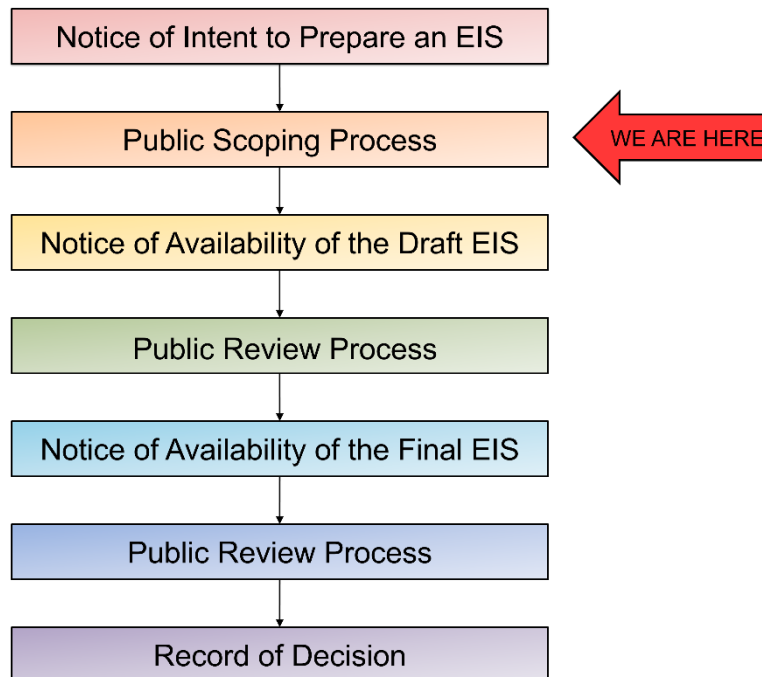 Notice of Intent to Prepare an EIS
Public Scoping Process
WE ARE HERE
Notice of Availability of the Draft EIS
Public Review Process
Notice of Availability of the Final EIS
Public Review Process
Record of Decision